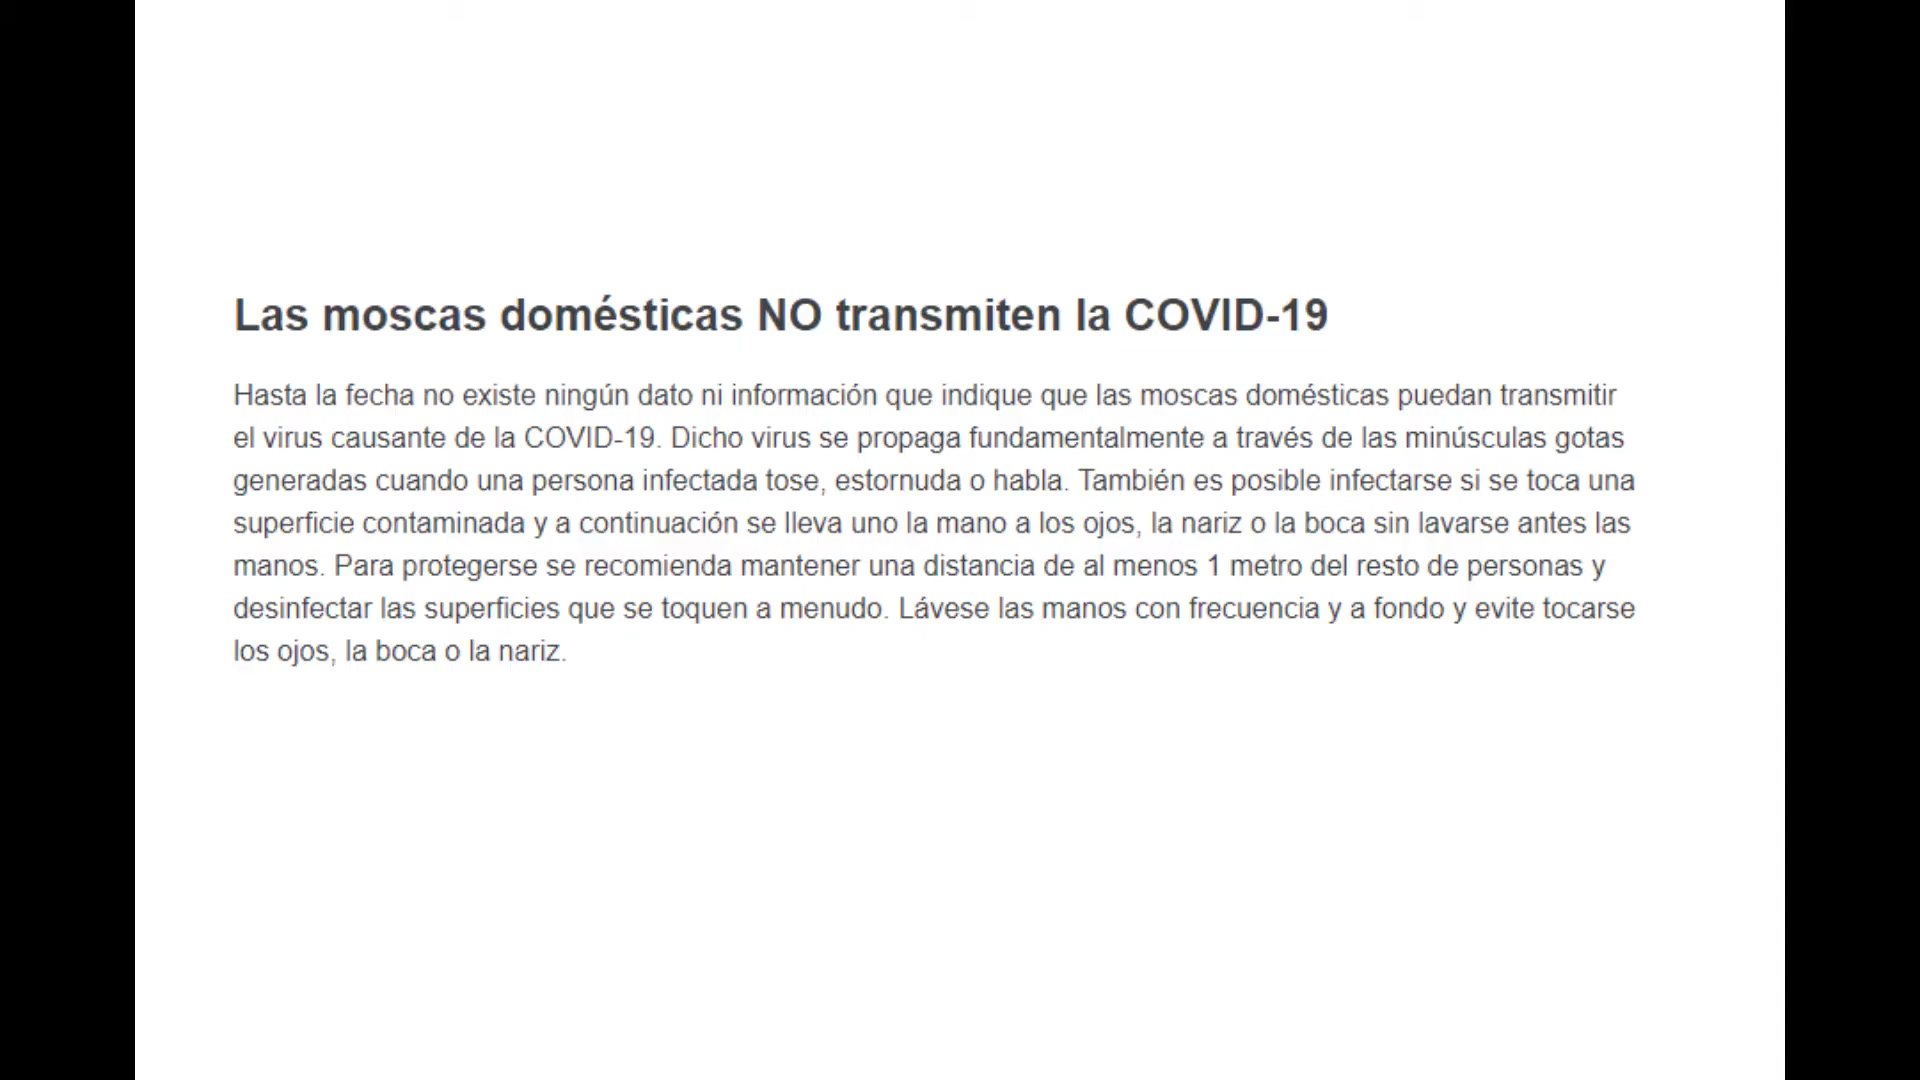 Las moscas domésticas NO transmiten la COVID-19
Hasta la fecha no existe ningún dato ni información que indique que las moscas domésticas puedan transmitir
el virus causante de la COVID-19. Dicho virus se propaga fundamentalmente a través de las minúsculas gotas
generadas cuando una persona infectada tose, estornuda o habla. También es posible infectarse si se toca una
superficie contaminada y a continuación se lleva uno la mano a los ojos, la nariz o la boca sin lavarse antes las
manos. Para protegerse se recomienda mantener una distancia de al menos 1 metro del resto de personas y
desinfectar las superficies que se toquen a menudo. Lávese las manos con frecuencia y a fondo y evite tocarse
los ojos, la boca o la nariz.